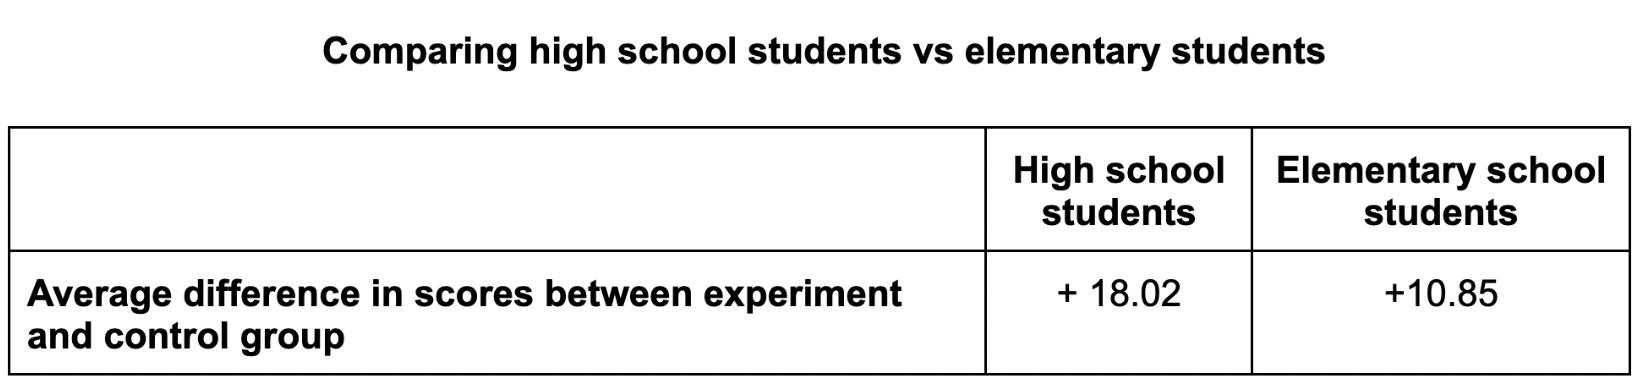 Comparing high school students vs elementary students
High school
students
Elementary school
students
Average difference in scores between experiment
and control group
+ 18.02
+10.85